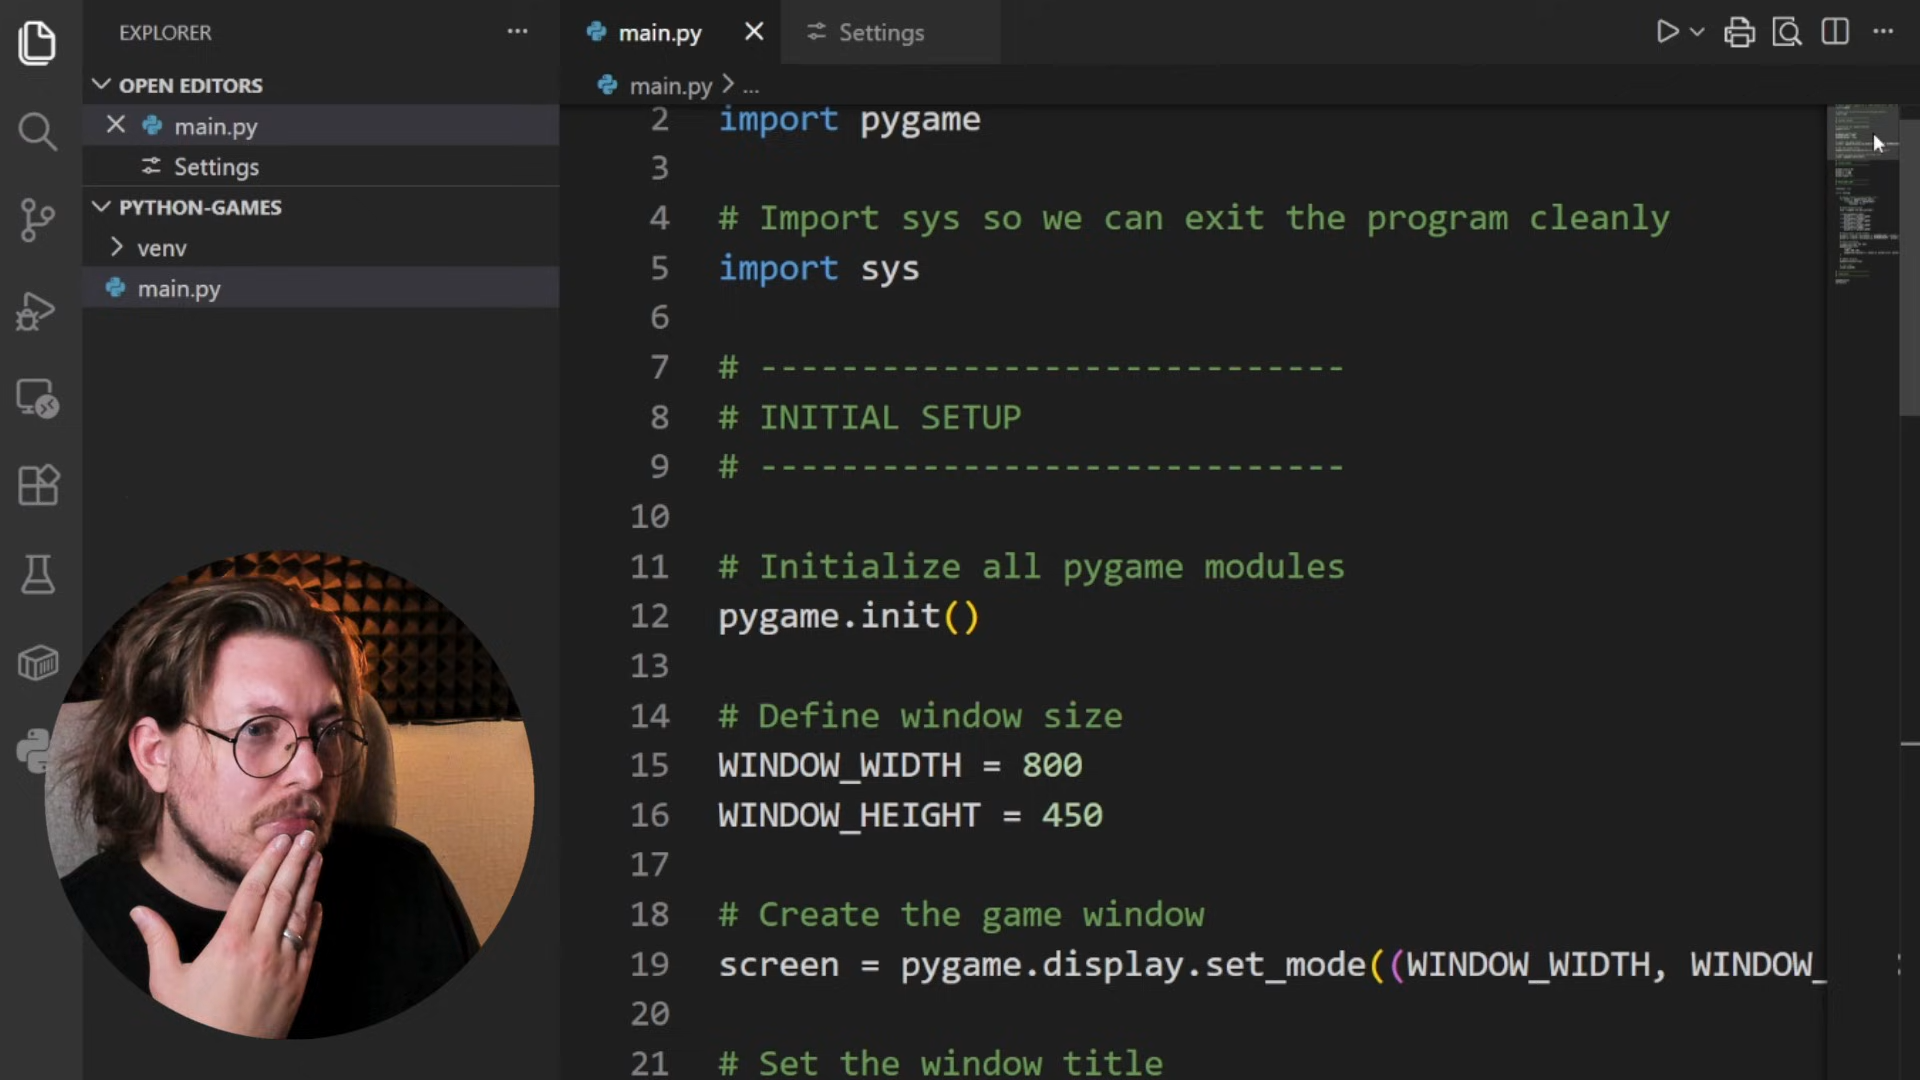 EXPLORER
OPEN EDITORS
main.py
Settings
PYTHON-GAMES
venv
main.py
main.py
Settings
main.py > ...
2 import pygame
3
4 # Import sys so we can exit the program cleanly
5 import sys
6
7 # -----------------------------
8 # INITIAL SETUP
9 # -----------------------------
10
11 # Initialize all pygame modules
12 pygame.init()
13
14 # Define window size
15 WINDOW_WIDTH = 800
16 WINDOW_HEIGHT = 450
17
18 # Create the game window
19 screen = pygame.display.set_mode((WINDOW_WIDTH, WINDOW_
20
21 # Set the window title